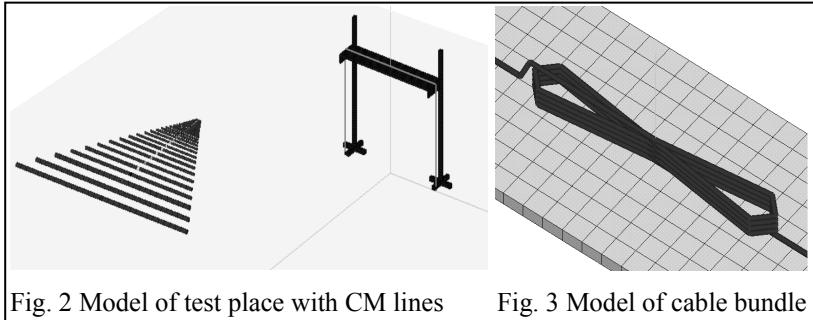 Fig. 2 Model of test place with CM lines
Fig. 3 Model of cable bundle